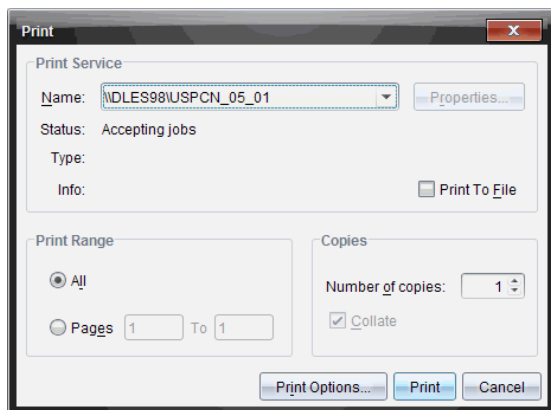 Print
Print Service
Name: \\DLES98\USPCN_05_01 Properties...
Status: Accepting jobs
Type:
Info: Print To File
Print Range
All
Pages 1 To 1
Copies
Number of copies: 1
Collate
Print Options... Print Cancel